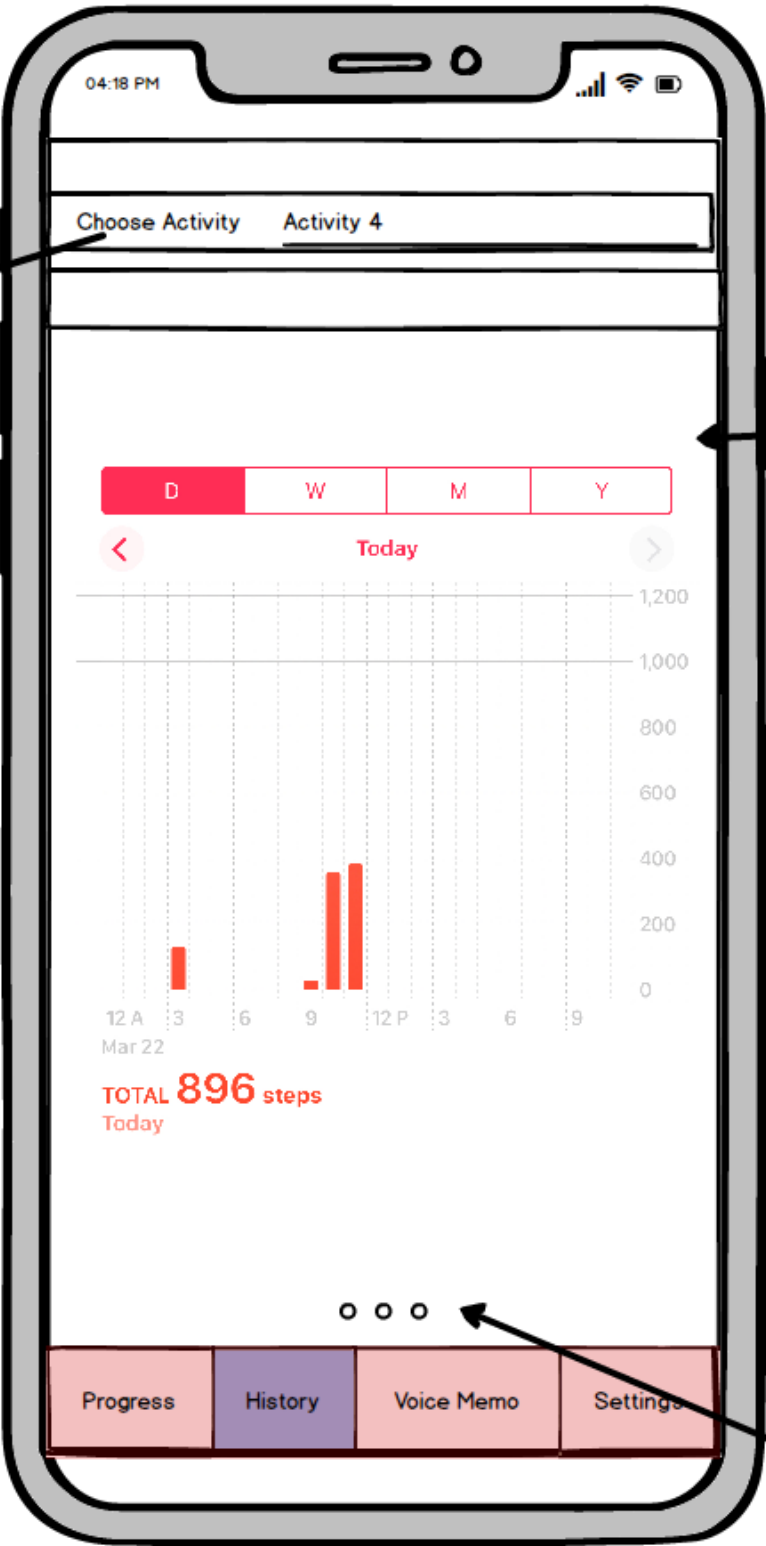 04:18 PM
Choose Activity Activity 4
D W M Y
Today
1,200
1,000
800
600
400
200
0
12 A 3 6 9 12 P 3 6 9
Mar 22
TOTAL 896 steps
Today
Progress History Voice Memo Settings